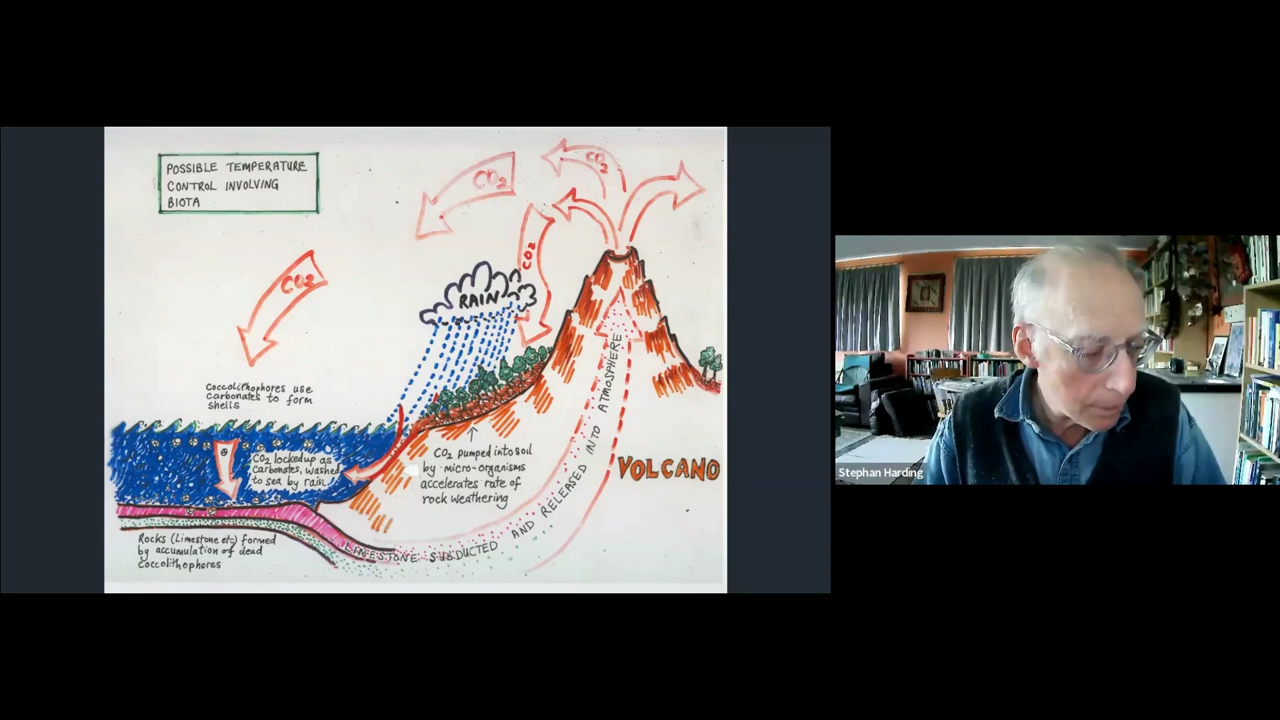 POSSIBLE TEMPERATURE
CONTROL INVOLVING
BIOTA
CO2
CO2
CO2
CO2
RAIN
Coccolithophores use
carbonates to form
shells
CO2 locked up as
carbonates, washed
to sea by rain
CO2 pumped into soil
by micro-organisms
accelerates rate of
rock weathering
VOLCANO
Rocks (Limestone etc) formed
by accumulation of dead
coccolithophores
LIMESTONE SUBDUCTED AND RELEASED INTO ATMOSPHERE
Stephan Harding